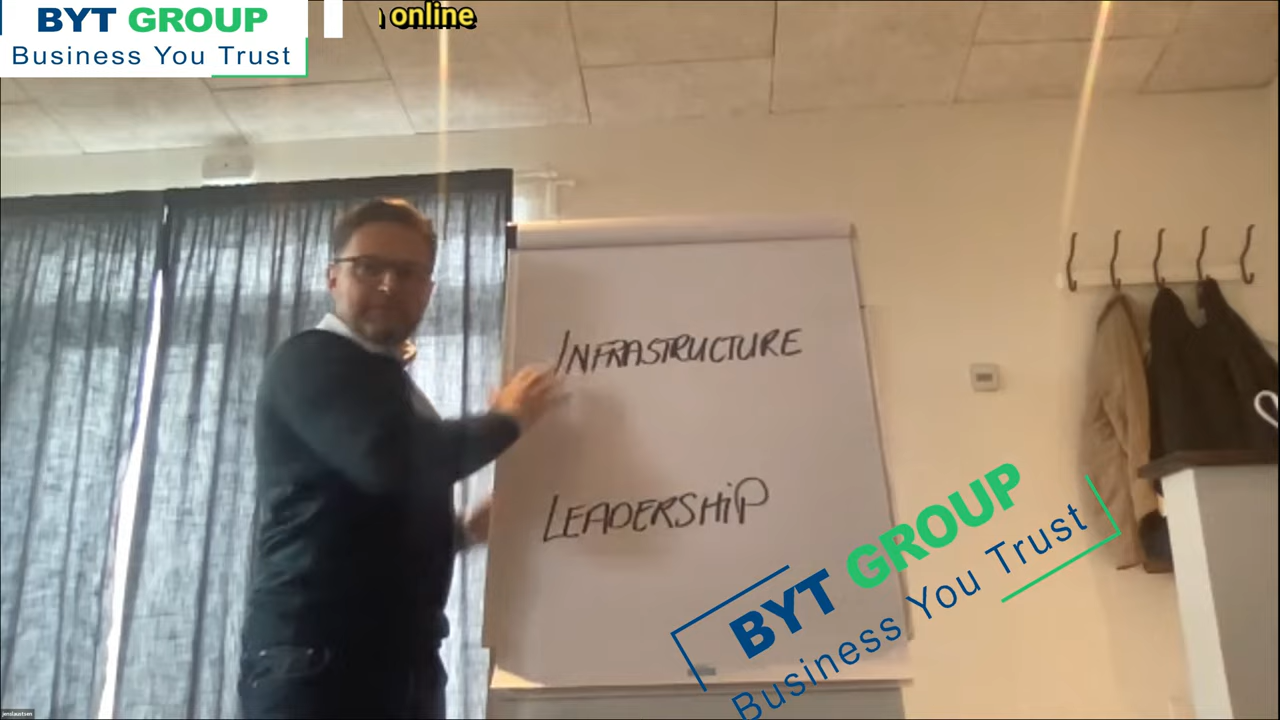 BYT GROUP
Business You Trust
online
INFRASTRUCTURE
LEADERSHIP
BYT GROUP
Business You Trust